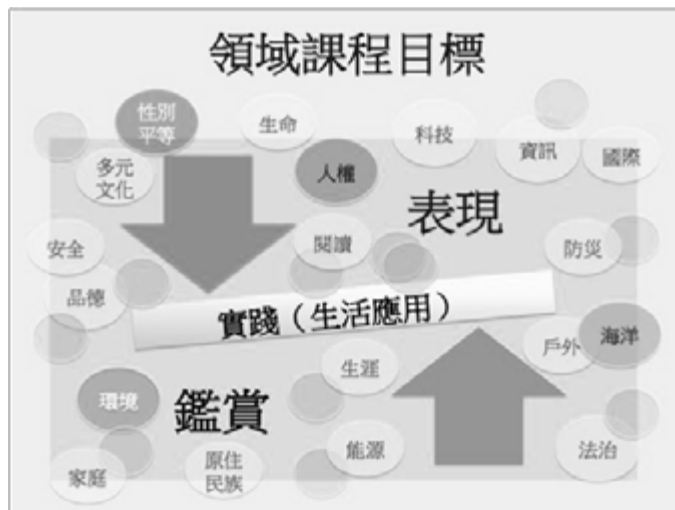 領域課程目標
性別
平等
生命
科技
資訊
國際
多元
文化
人權
表現
安全
閱讀
防災
品德
實踐（生活應用）
海洋
戶外
生涯
環境
鑑賞
能源
法治
原住
民族
家庭